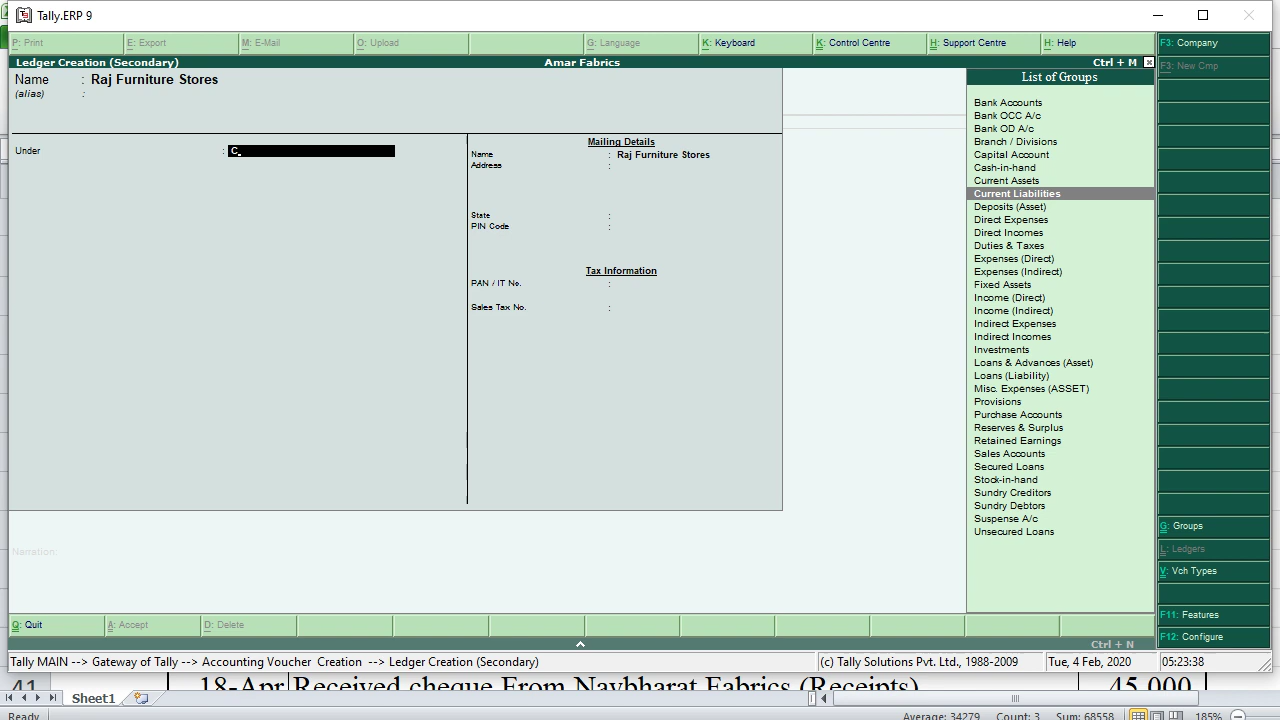 Tally.ERP 9
P: Print E: Export M: E-Mail O: Upload G: Language K: Keyboard K: Control Centre H: Support Centre H: Help F3: Company
Ledger Creation (Secondary) Amar Fabrics Ctrl + M
F3: New Cmp
Name : Raj Furniture Stores
(alias) :
Under : C
Mailing Details
Name : Raj Furniture Stores
Address :
State :
PIN Code :
Tax Information
PAN / IT No. :
Sales Tax No. :
List of Groups
Bank Accounts
Bank OCC A/c
Bank OD A/c
Branch / Divisions
Capital Account
Cash-in-hand
Current Assets
Current Liabilities
Deposits (Asset)
Direct Expenses
Direct Incomes
Duties & Taxes
Expenses (Direct)
Expenses (Indirect)
Fixed Assets
Income (Direct)
Income (Indirect)
Indirect Expenses
Indirect Incomes
Investments
Loans & Advances (Asset)
Loans (Liability)
Misc. Expenses (ASSET)
Provisions
Purchase Accounts
Reserves & Surplus
Retained Earnings
Sales Accounts
Secured Loans
Stock-in-hand
Sundry Creditors
Sundry Debtors
Suspense A/c
Unsecured Loans
G: Groups
L: Ledgers
V: Vch Types
F11: Features
F12: Configure
Narration:
Q: Quit A: Accept D: Delete
Ctrl + N
Tally MAIN --> Gateway of Tally --> Accounting Voucher Creation --> Ledger Creation (Secondary) (c) Tally Solutions Pvt. Ltd., 1988-2009 Tue, 4 Feb, 2020 05:23:38
41 18-Apr Received cheque From Navbharat Fabrics (Receipts) 45,000
Sheet1
Ready Average: 34279 Count: 3 Sum: 68558 185%